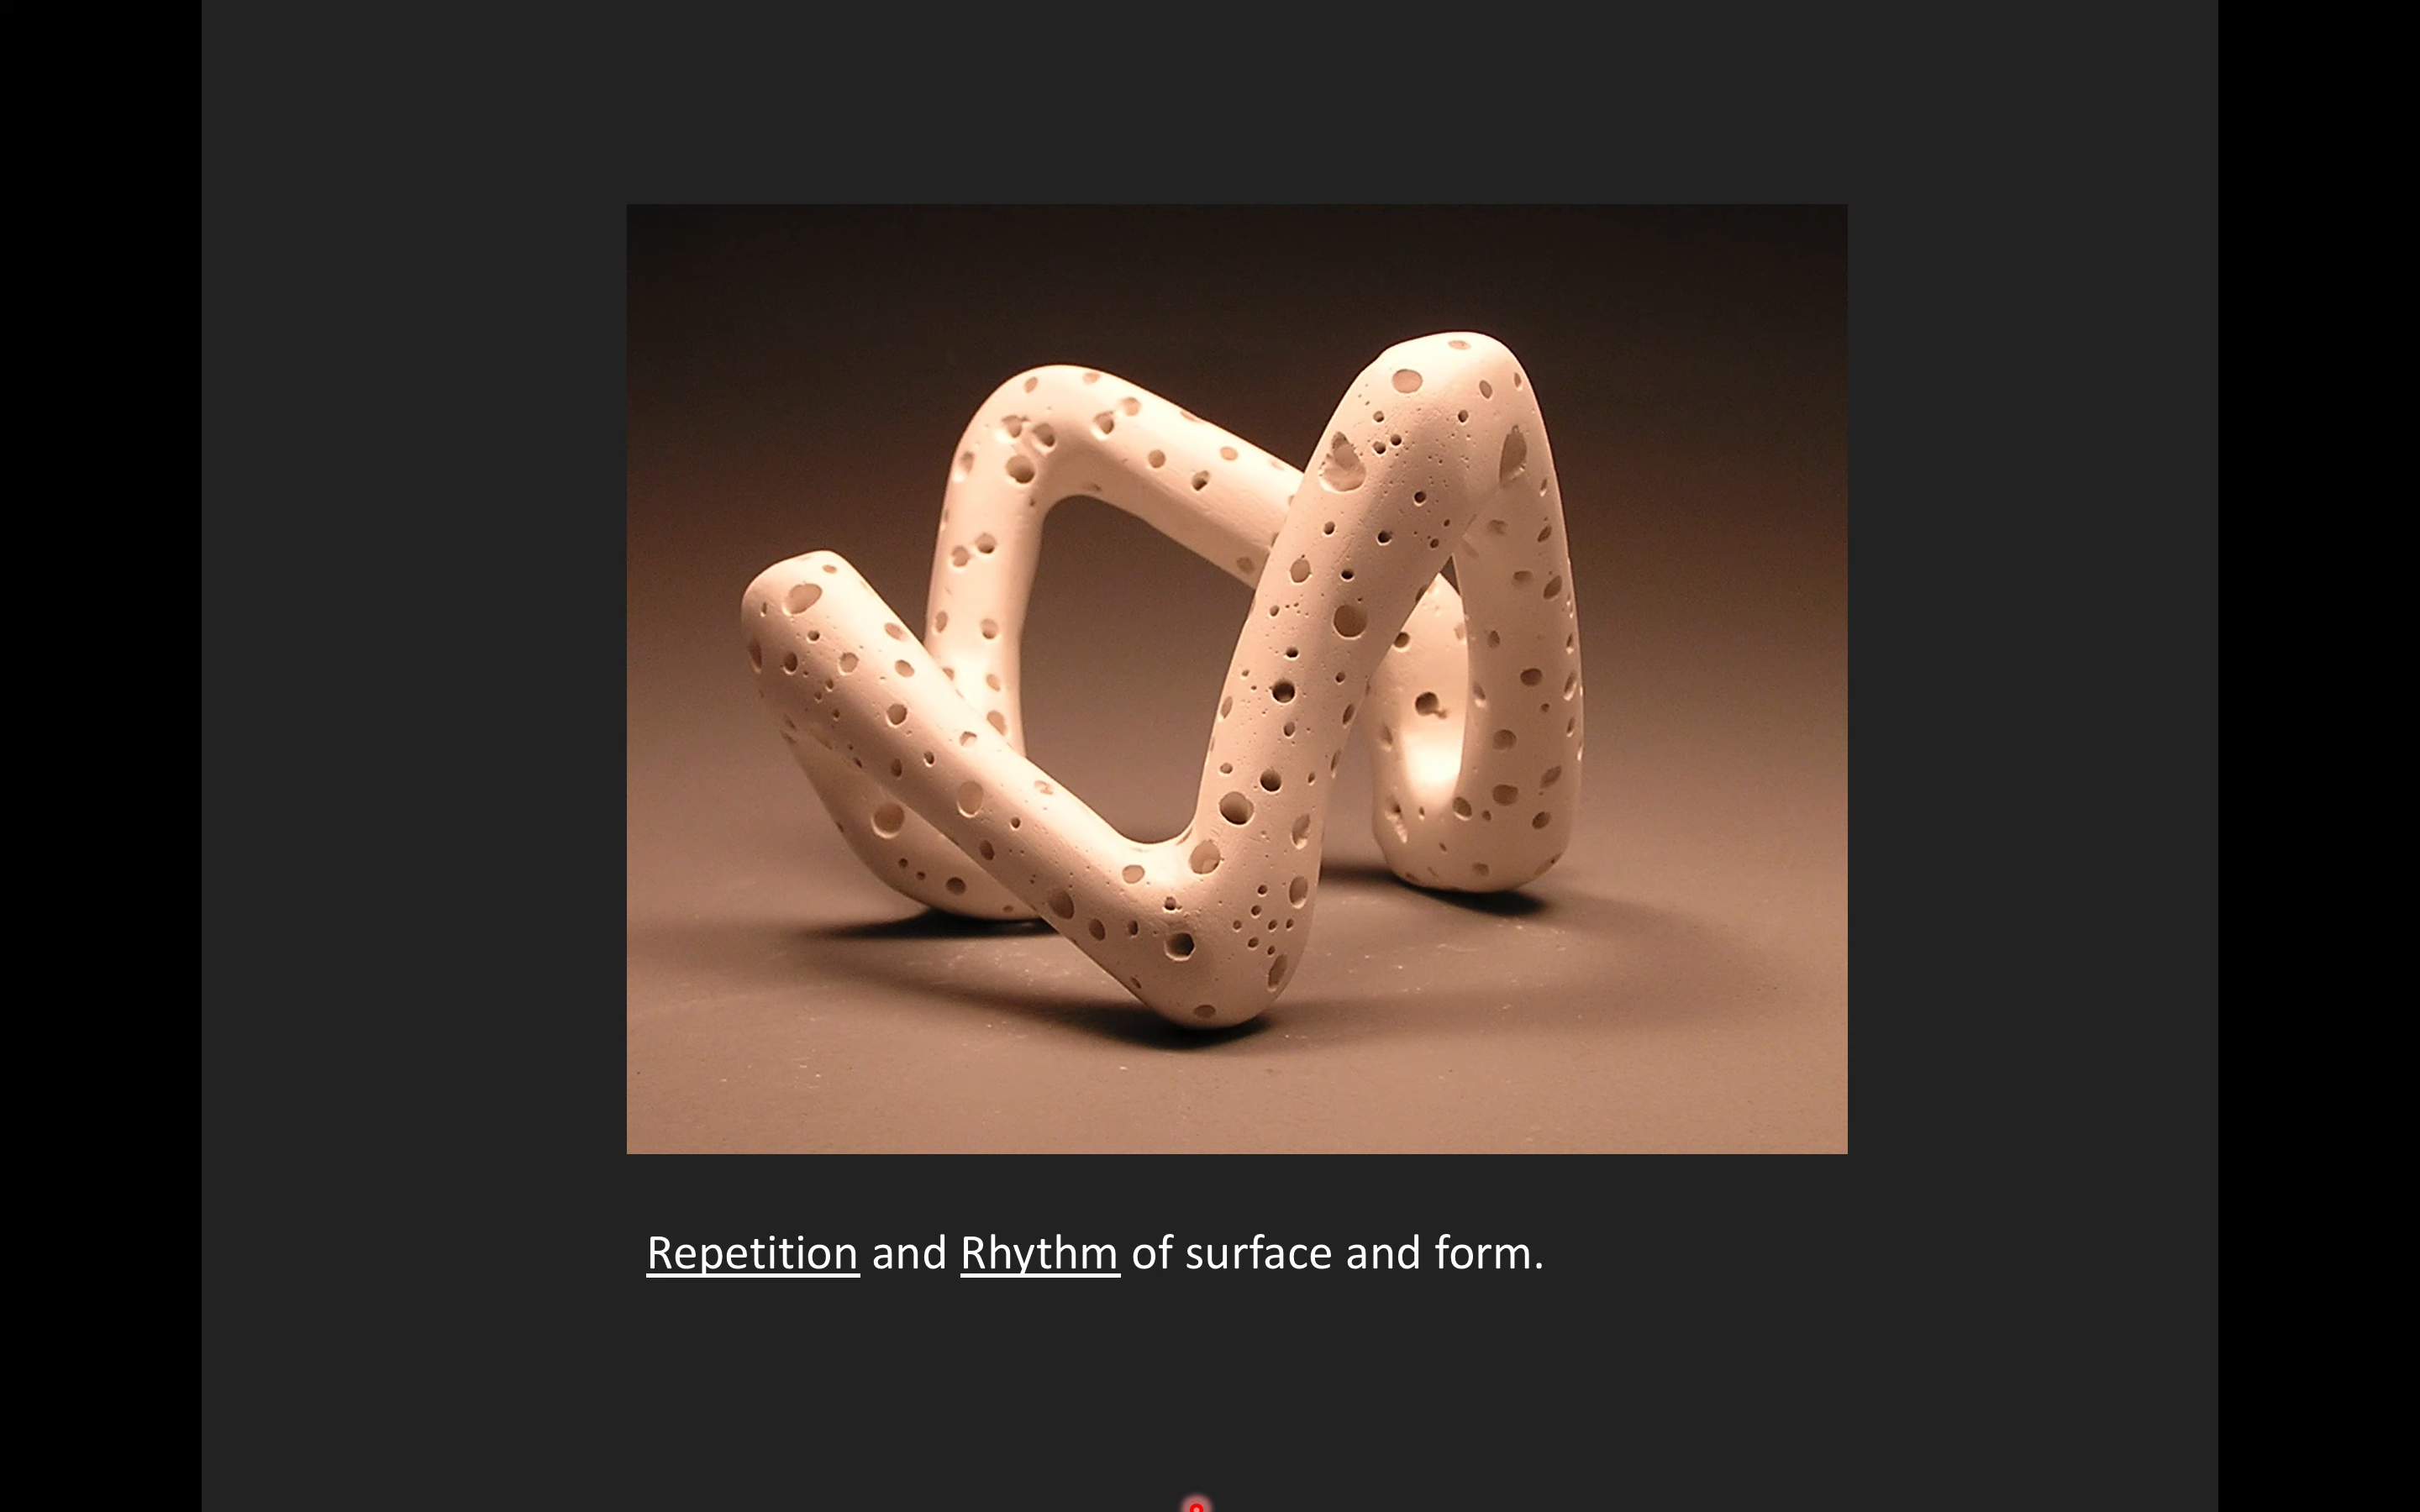 Repetition and Rhythm of surface and form.